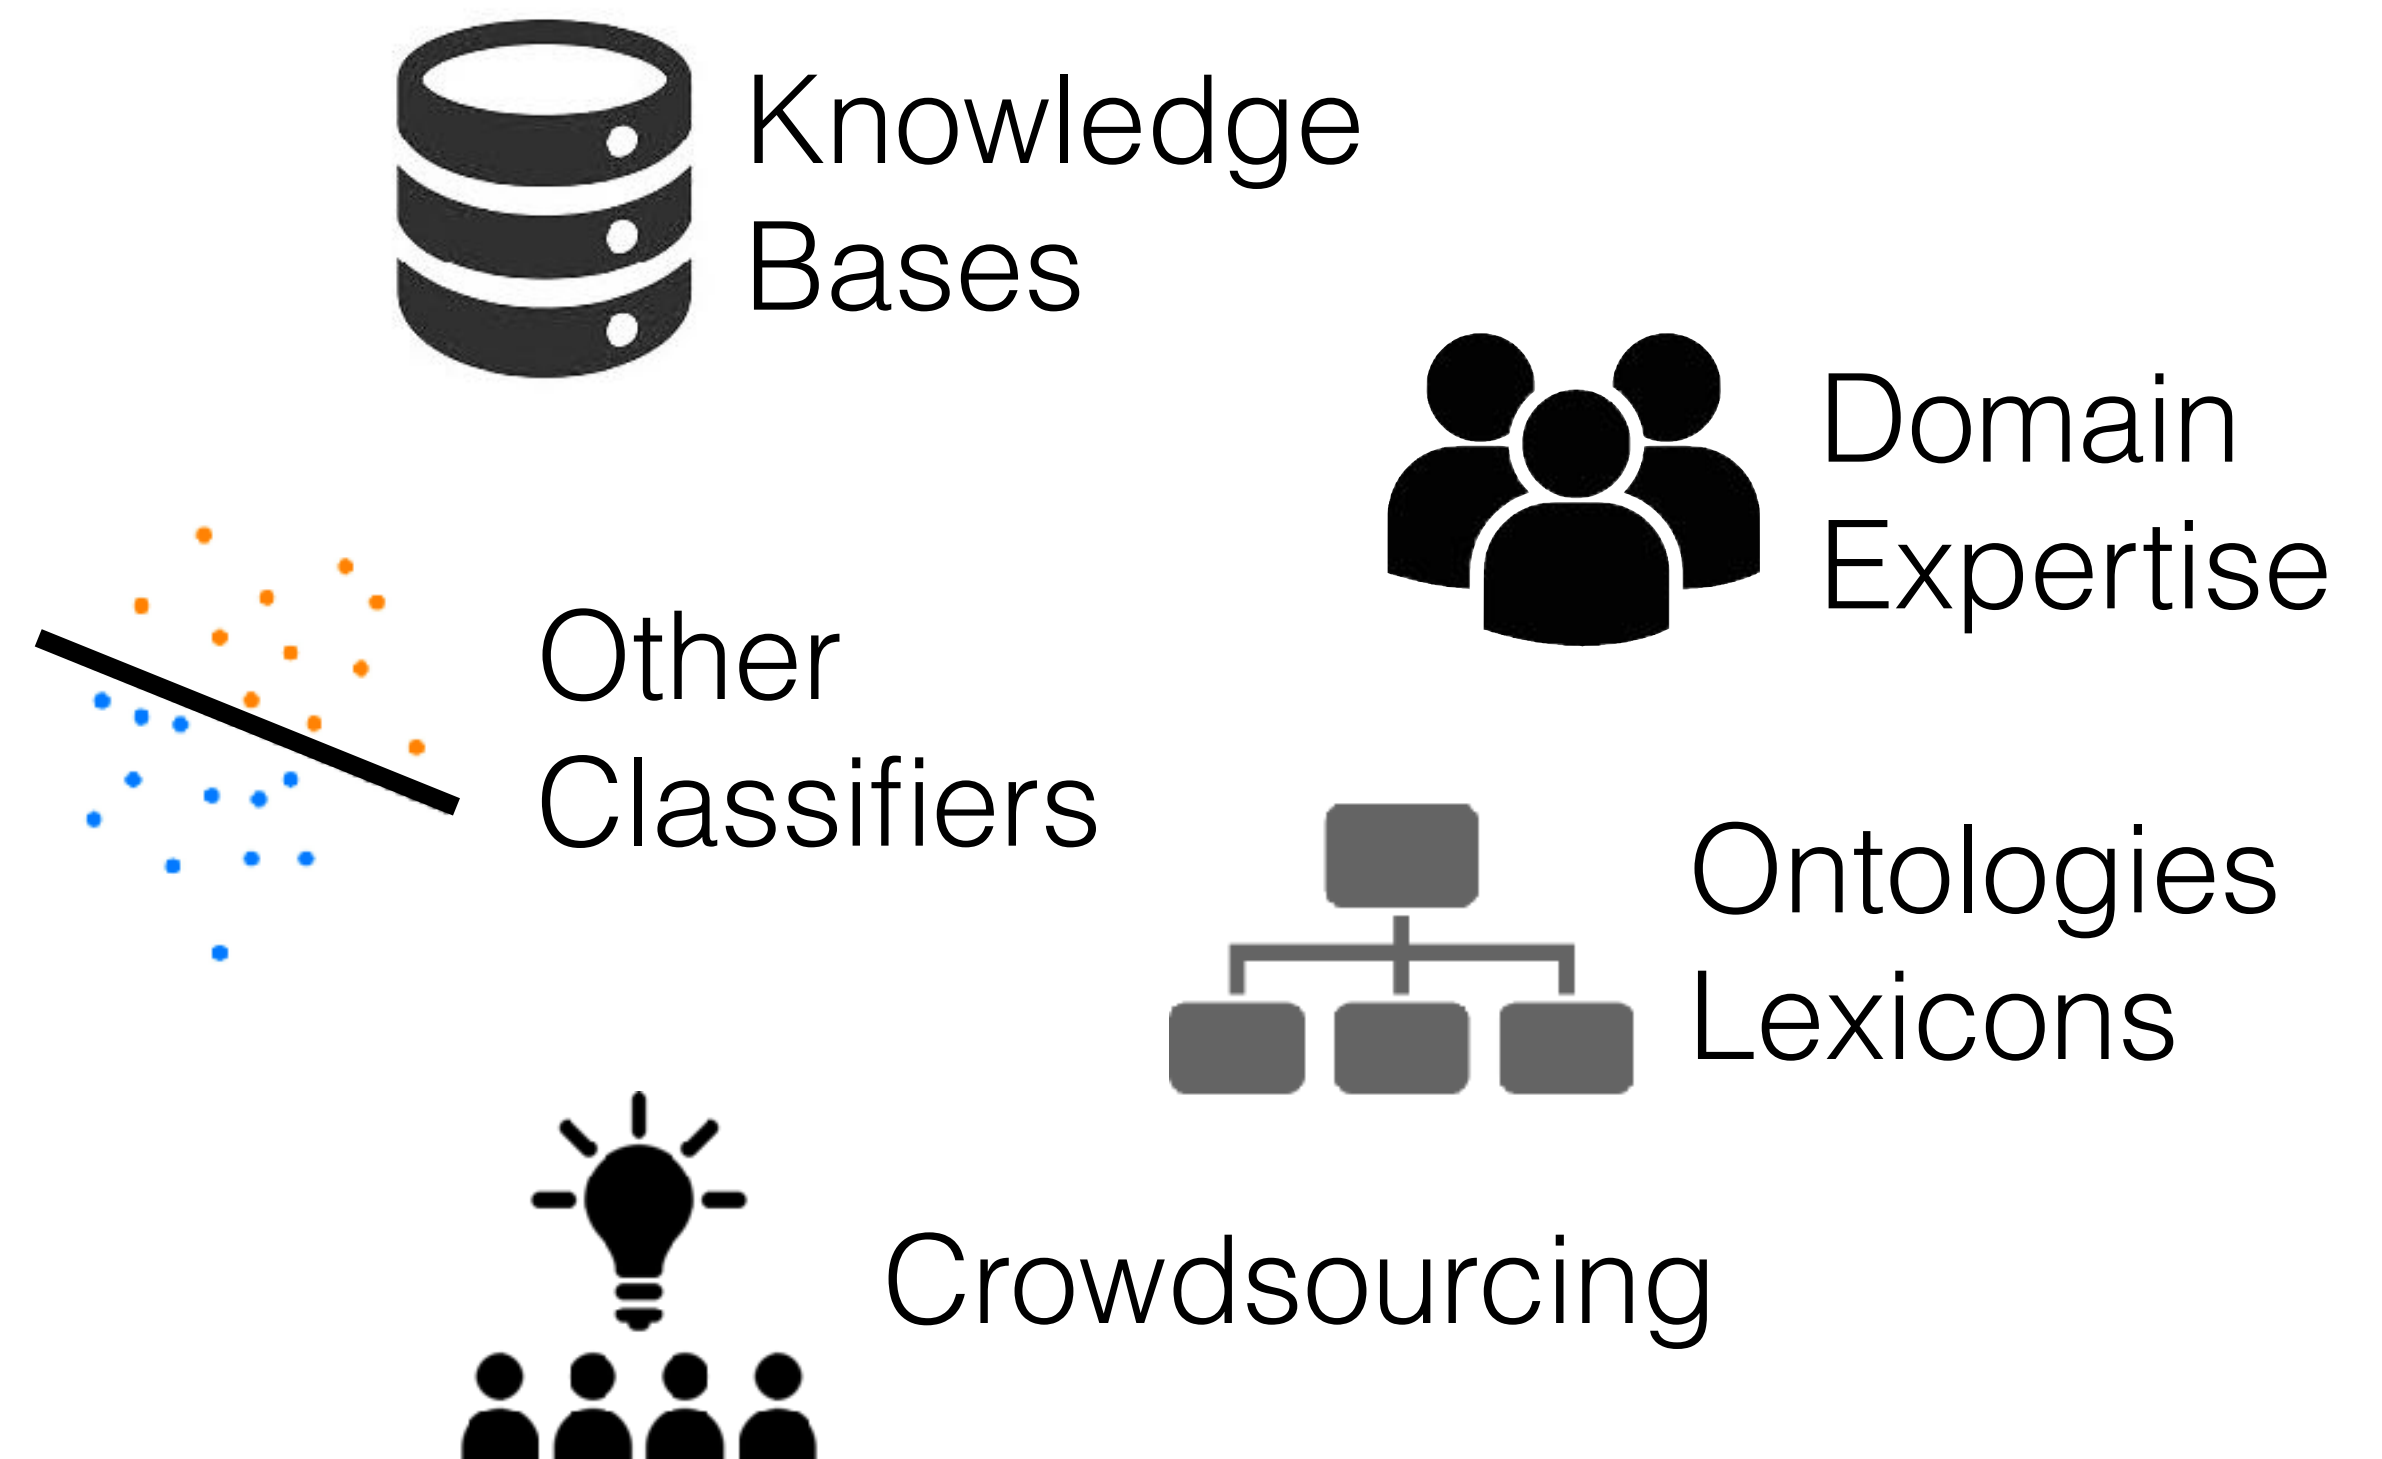 Knowledge
Bases
Domain
Expertise
Other
Classifiers
Ontologies
Lexicons
Crowdsourcing